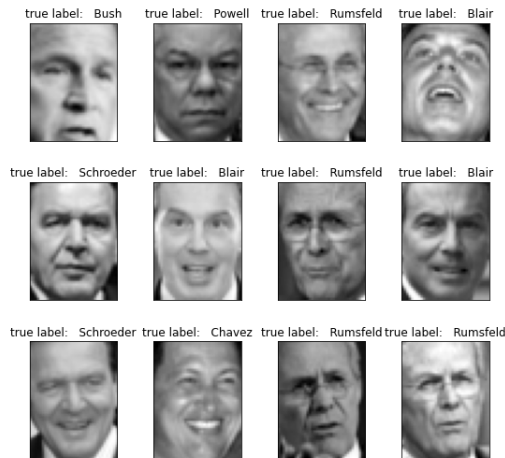 true label: Bush true label: Powell true label: Rumsfeld true label: Blair
true label: Schroeder true label: Blair true label: Rumsfeld true label: Blair
true label: Schroeder true label: Chavez true label: Rumsfeld true label: Rumsfeld